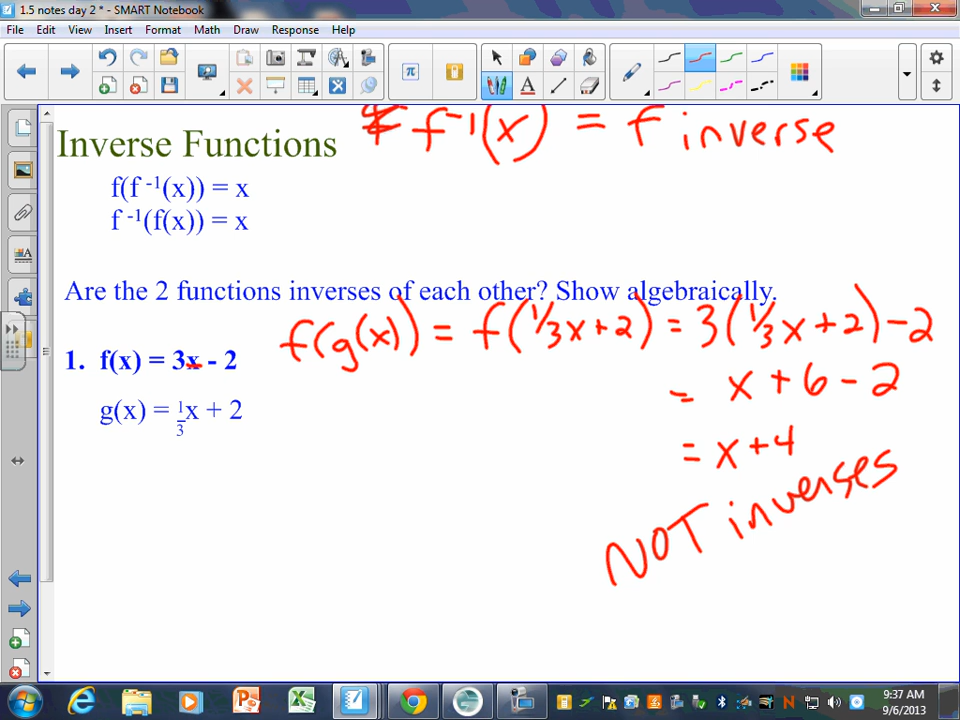 1.5 notes day 2 * - SMART Notebook
File Edit View Insert Format Math Draw Response Help
f⁻¹(x) = f inverse
Inverse Functions
f(f ⁻¹(x)) = x
f ⁻¹(f(x)) = x
Are the 2 functions inverses of each other? Show algebraically.
f(g(x)) = f(1/3x+2) = 3(1/3x+2)-2
1. f(x) = 3x - 2
= x + 6 - 2
g(x) = 1/3x + 2
= x+4
NOT inverses
9:37 AM
9/6/2013